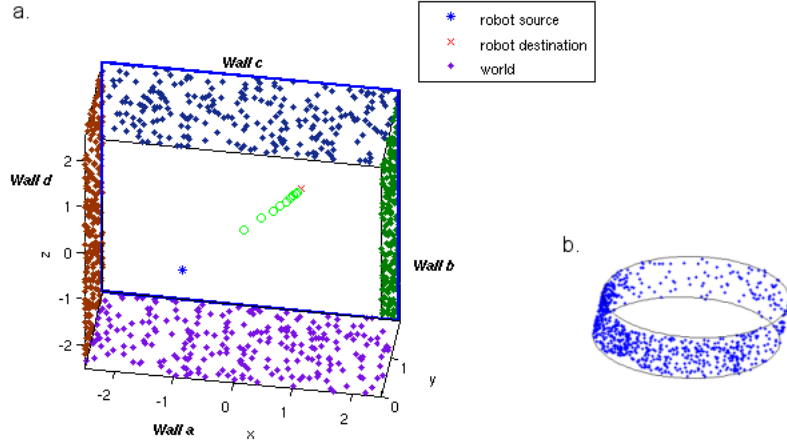 a.
robot source
robot destination
world
Wall c
2
1
0
-1
-2
z
Wall d
Wall b
-2
-1
0
1
2
x
0
1
y
Wall a
b.